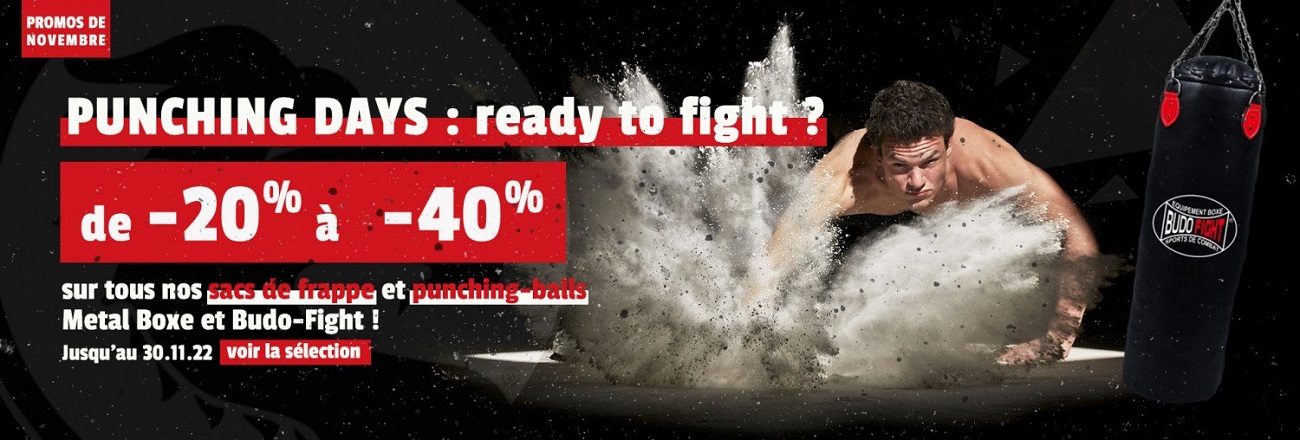 PROMOS DE
NOVEMBRE
PUNCHING DAYS : ready to fight ?
de -20% à -40%
sur tous nos sacs de frappe et punching-balls
Metal Boxe et Budo-Fight !
Jusqu'au 30.11.22 voir la sélection
EQUIPEMENT BOXE
BUDO FIGHT®
SPORTS DE COMBAT